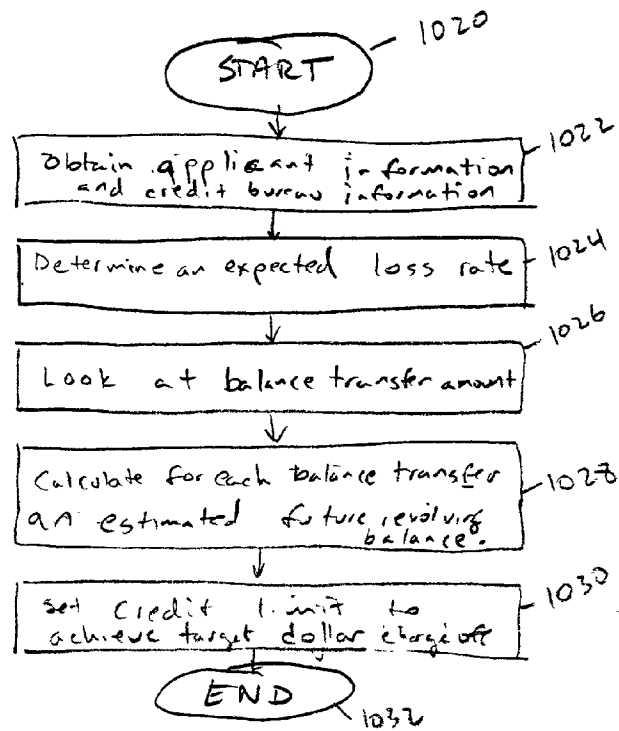 1020
START
1022
Obtain applicant information
and credit bureau information
Determine an expected loss rate
1024
1026
Look at balance transfer amount
Calculate for each balance transfer
an estimated future revolving
balance.
1028
1030
set credit limit to
achieve target dollar chargeoff
END
1032